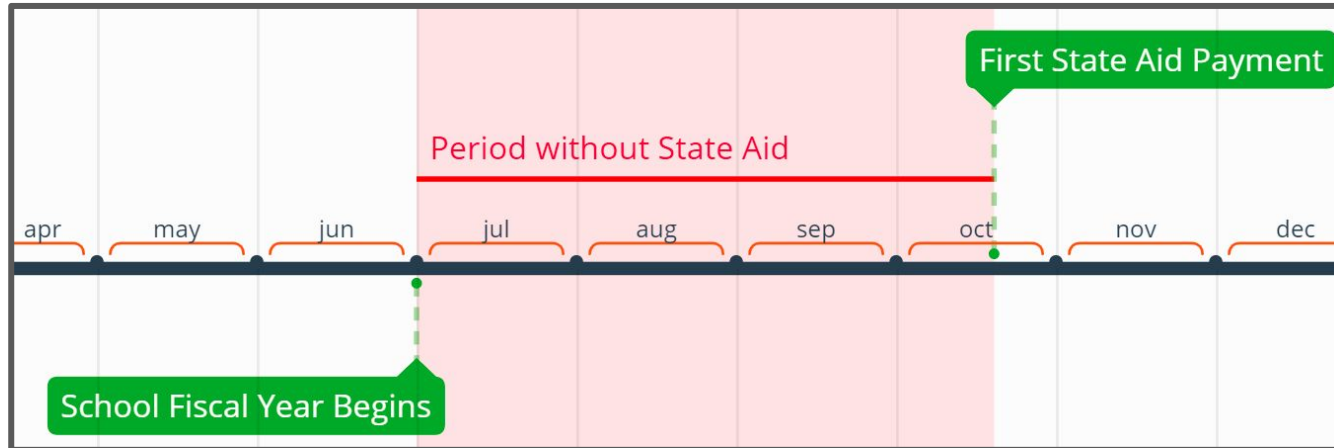 First State Aid Payment
Period without State Aid
apr may jun jul aug sep oct nov dec
School Fiscal Year Begins